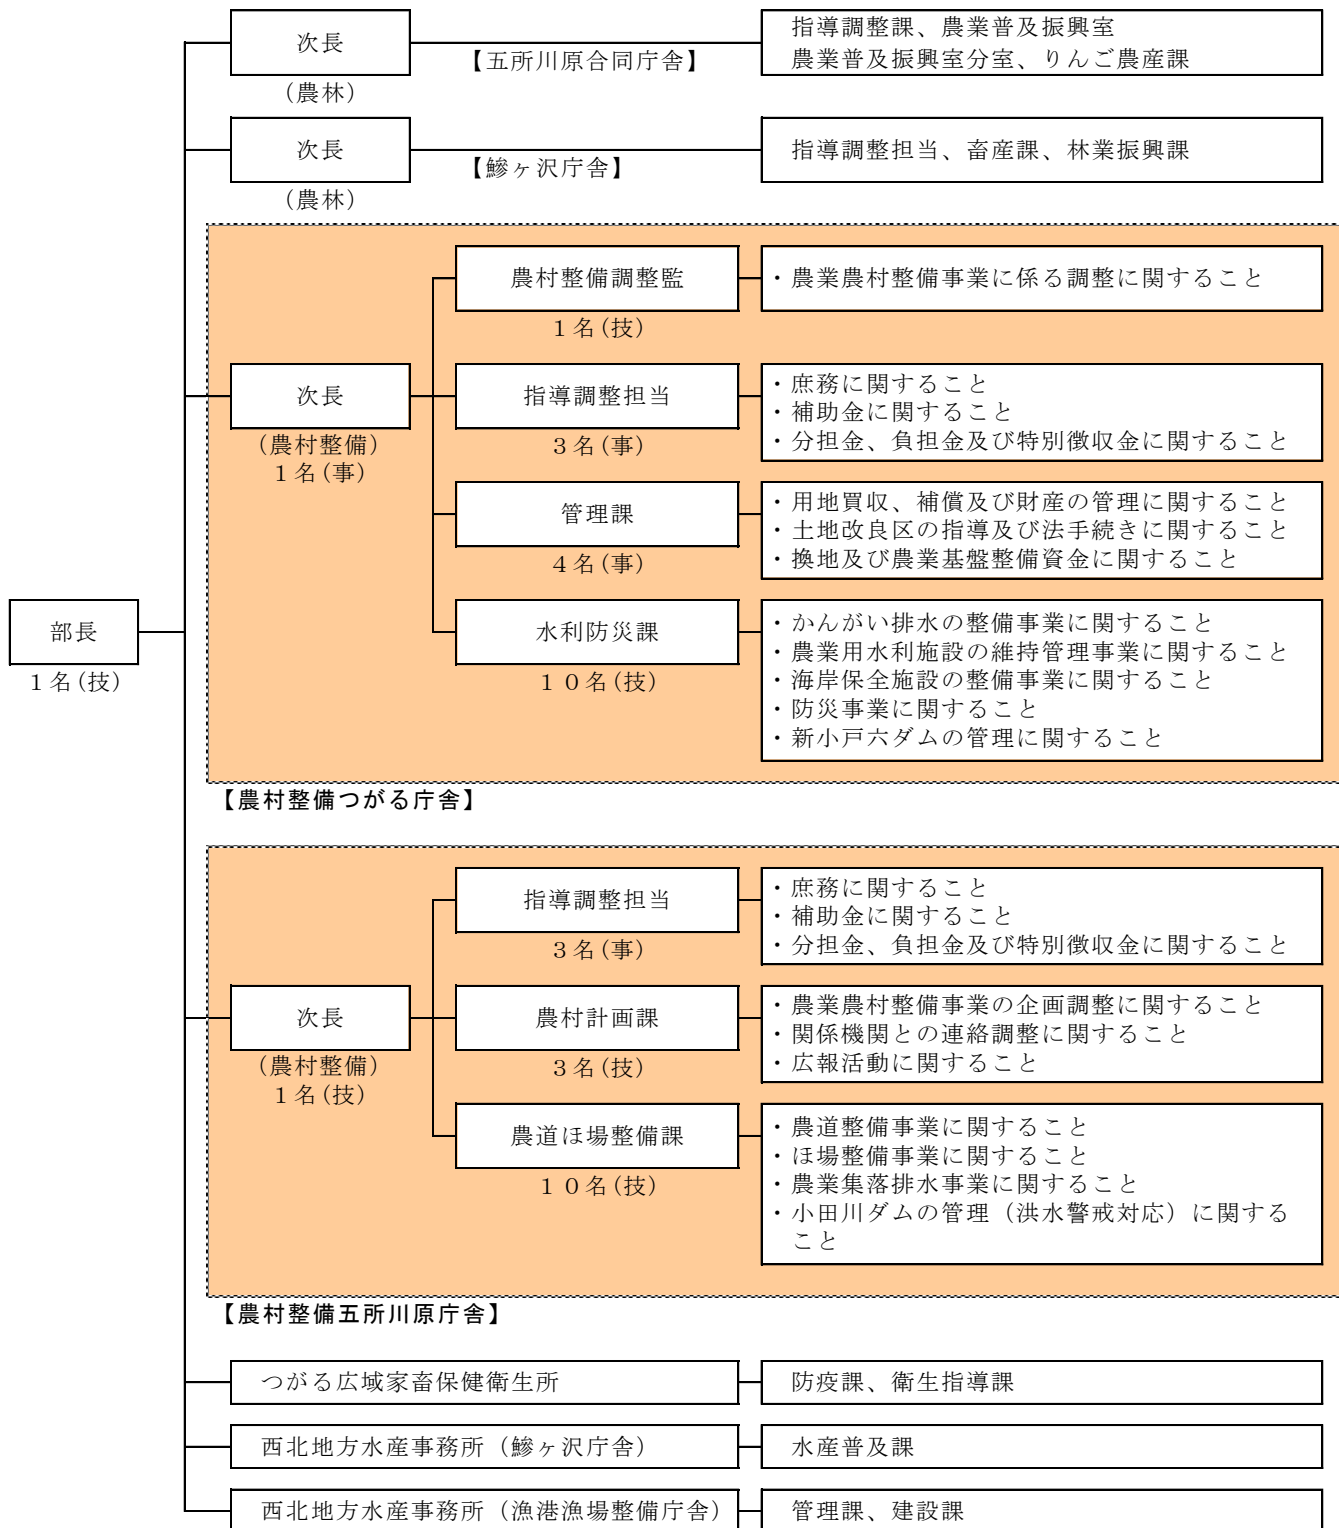 次長
【五所川原合同庁舎】
指導調整課、農業普及振興室
農業普及振興室分室、りんご農産課
(農林)
次長
【鰺ヶ沢庁舎】
指導調整担当、畜産課、林業振興課
(農林)
農村整備調整監
・農業農村整備事業に係る調整に関すること
１名(技)
次長
(農村整備)
１名(事)
指導調整担当
・庶務に関すること
・補助金に関すること
・分担金、負担金及び特別徴収金に関すること
３名(事)
管理課
・用地買収、補償及び財産の管理に関すること
・土地改良区の指導及び法手続きに関すること
・換地及び農業基盤整備資金に関すること
４名(事)
部長
１名(技)
水利防災課
・かんがい排水の整備事業に関すること
・農業用水利施設の維持管理事業に関すること
・海岸保全施設の整備事業に関すること
・防災事業に関すること
・新小戸六ダムの管理に関すること
１０名(技)
【農村整備つがる庁舎】
指導調整担当
・庶務に関すること
・補助金に関すること
・分担金、負担金及び特別徴収金に関すること
３名(事)
次長
(農村整備)
１名(技)
農村計画課
・農業農村整備事業の企画調整に関すること
・関係機関との連絡調整に関すること
・広報活動に関すること
３名(技)
農道ほ場整備課
・農道整備事業に関すること
・ほ場整備事業に関すること
・農業集落排水事業に関すること
・小田川ダムの管理（洪水警戒対応）に関する
こと
１０名(技)
【農村整備五所川原庁舎】
つがる広域家畜保健衛生所
防疫課、衛生指導課
西北地方水産事務所（鰺ヶ沢庁舎）
水産普及課
西北地方水産事務所（漁港漁場整備庁舎）
管理課、建設課